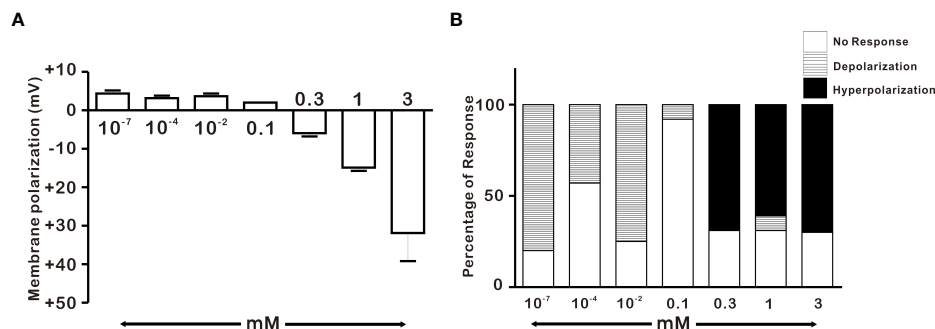 A
Membrane polarization (mV)
+10
0
-10
+20
+30
+40
+50
10⁻⁷
10⁻⁴
10⁻²
0.1
0.3
1
3
mM
B
No Response
Depolarization
Hyperpolarization
Percentage of Response
100
50
0
10⁻⁷
10⁻⁴
10⁻²
0.1
0.3
1
3
mM